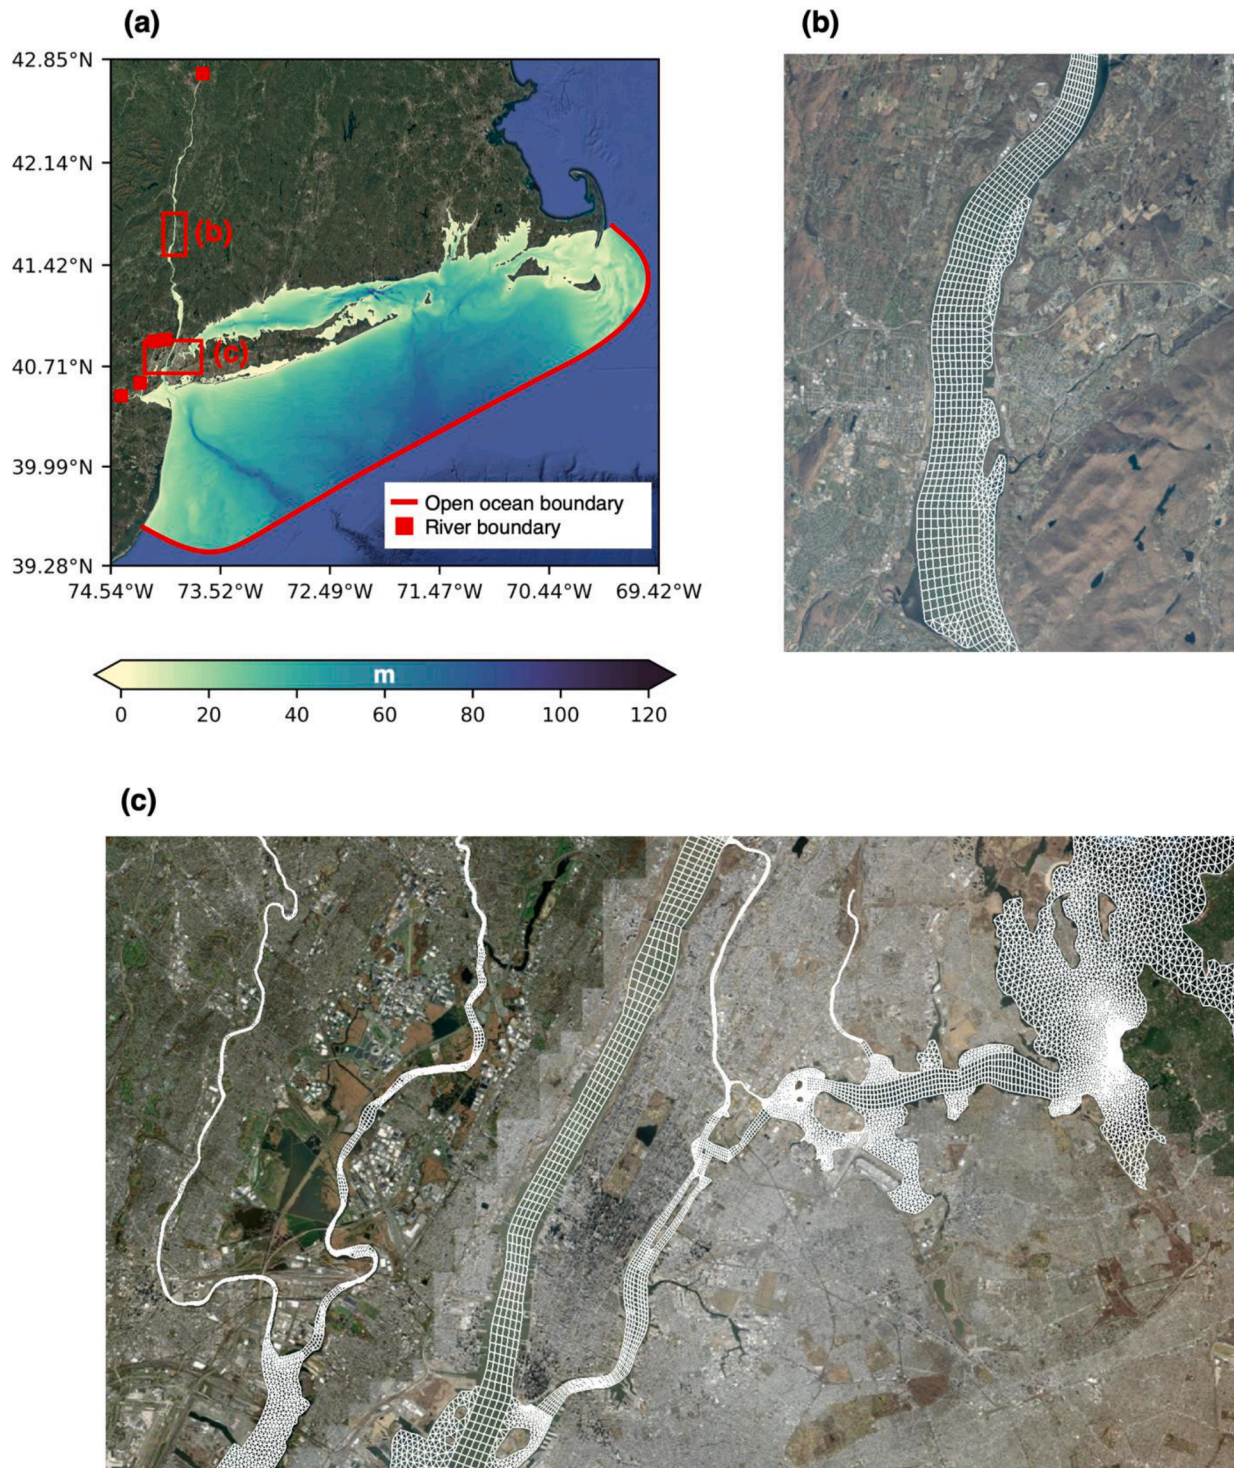 (a)
(b)
42.85°N
42.14°N
41.42°N
40.71°N
39.99°N
39.28°N
(b)
(c)
Open ocean boundary
River boundary
74.54°W 73.52°W 72.49°W 71.47°W 70.44°W 69.42°W
m
0 20 40 60 80 100 120
(c)